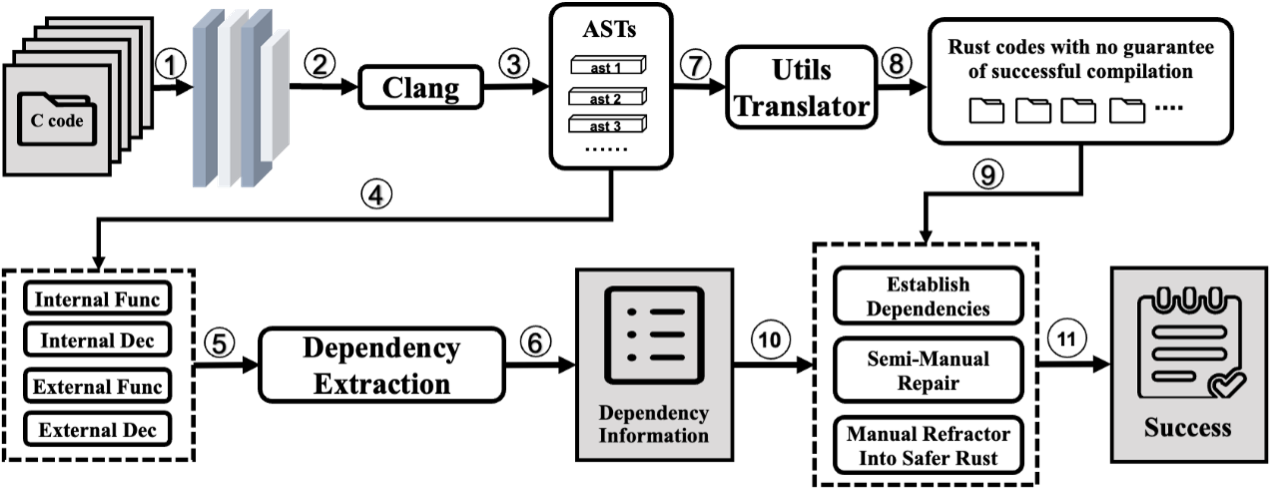 C code
①
②
Clang
③
ASTs
ast 1
ast 2
ast 3
......
⑦
Utils
Translator
⑧
Rust codes with no guarantee
of successful compilation
....
④
⑨
Internal Func
Internal Dec
External Func
External Dec
⑤
Dependency
Extraction
⑥
Dependency
Information
⑩
Establish
Dependencies
Semi-Manual
Repair
Manual Refractor
Into Safer Rust
⑪
Success